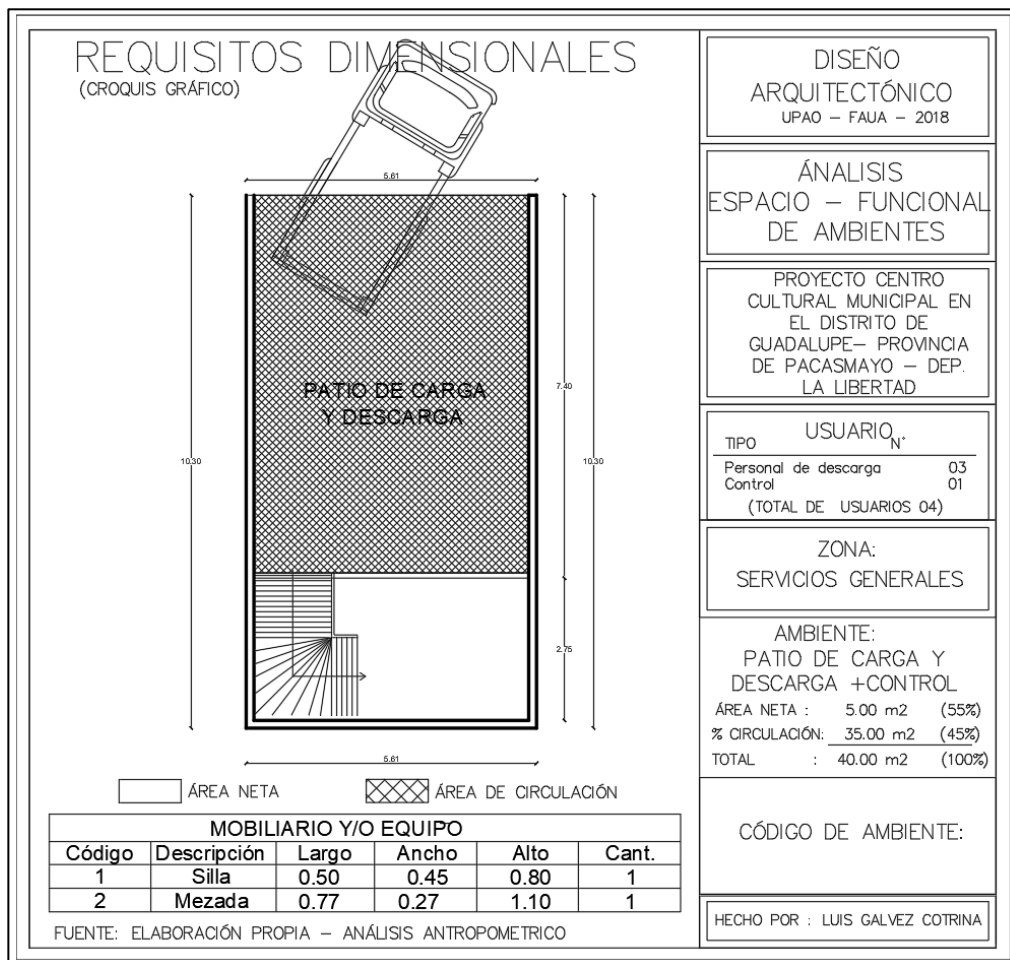 REQUISITOS DIMENSIONALES
(CROQUIS GRÁFICO)
5.61
10.30
7.40
10.30
PATIO DE CARGA
Y DESCARGA
2.75
5.61
ÁREA NETA
ÁREA DE CIRCULACIÓN
MOBILIARIO Y/O EQUIPO
Código Descripción Largo Ancho Alto Cant.
1 Silla 0.50 0.45 0.80 1
2 Mezada 0.77 0.27 1.10 1
FUENTE: ELABORACIÓN PROPIA – ANÁLISIS ANTROPOMETRICO
DISEÑO
ARQUITECTÓNICO
UPAO – FAUA – 2018
ÁNALISIS
ESPACIO – FUNCIONAL
DE AMBIENTES
PROYECTO CENTRO
CULTURAL MUNICIPAL EN
EL DISTRITO DE
GUADALUPE– PROVINCIA
DE PACASMAYO – DEP.
LA LIBERTAD
USUARIO
TIPO N°
Personal de descarga 03
Control 01
(TOTAL DE USUARIOS 04)
ZONA:
SERVICIOS GENERALES
AMBIENTE:
PATIO DE CARGA Y
DESCARGA +CONTROL
ÁREA NETA : 5.00 m2 (55%)
% CIRCULACIÓN: 35.00 m2 (45%)
TOTAL : 40.00 m2 (100%)
CÓDIGO DE AMBIENTE:
HECHO POR : LUIS GALVEZ COTRINA